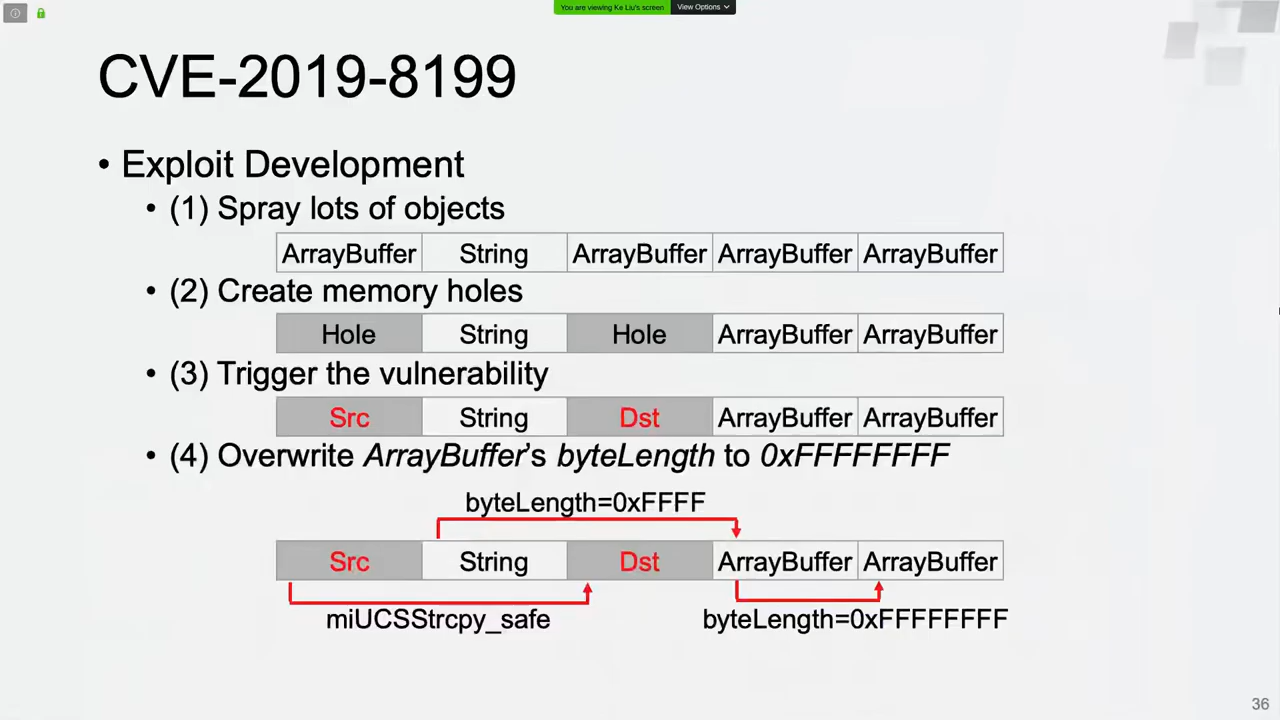 You are viewing Ke Liu's screen View Options
CVE-2019-8199
• Exploit Development
• (1) Spray lots of objects
ArrayBuffer String ArrayBuffer ArrayBuffer ArrayBuffer
• (2) Create memory holes
Hole String Hole ArrayBuffer ArrayBuffer
• (3) Trigger the vulnerability
Src String Dst ArrayBuffer ArrayBuffer
• (4) Overwrite ArrayBuffer's byteLength to 0xFFFFFFFF
byteLength=0xFFFF
Src String Dst ArrayBuffer ArrayBuffer
miUCSStrcpy_safe byteLength=0xFFFFFFFF
36